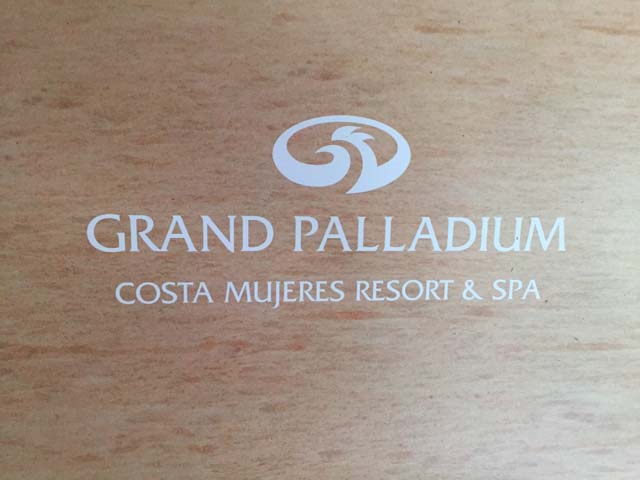 GRAND PALLADIUM
COSTA MUJERES RESORT & SPA